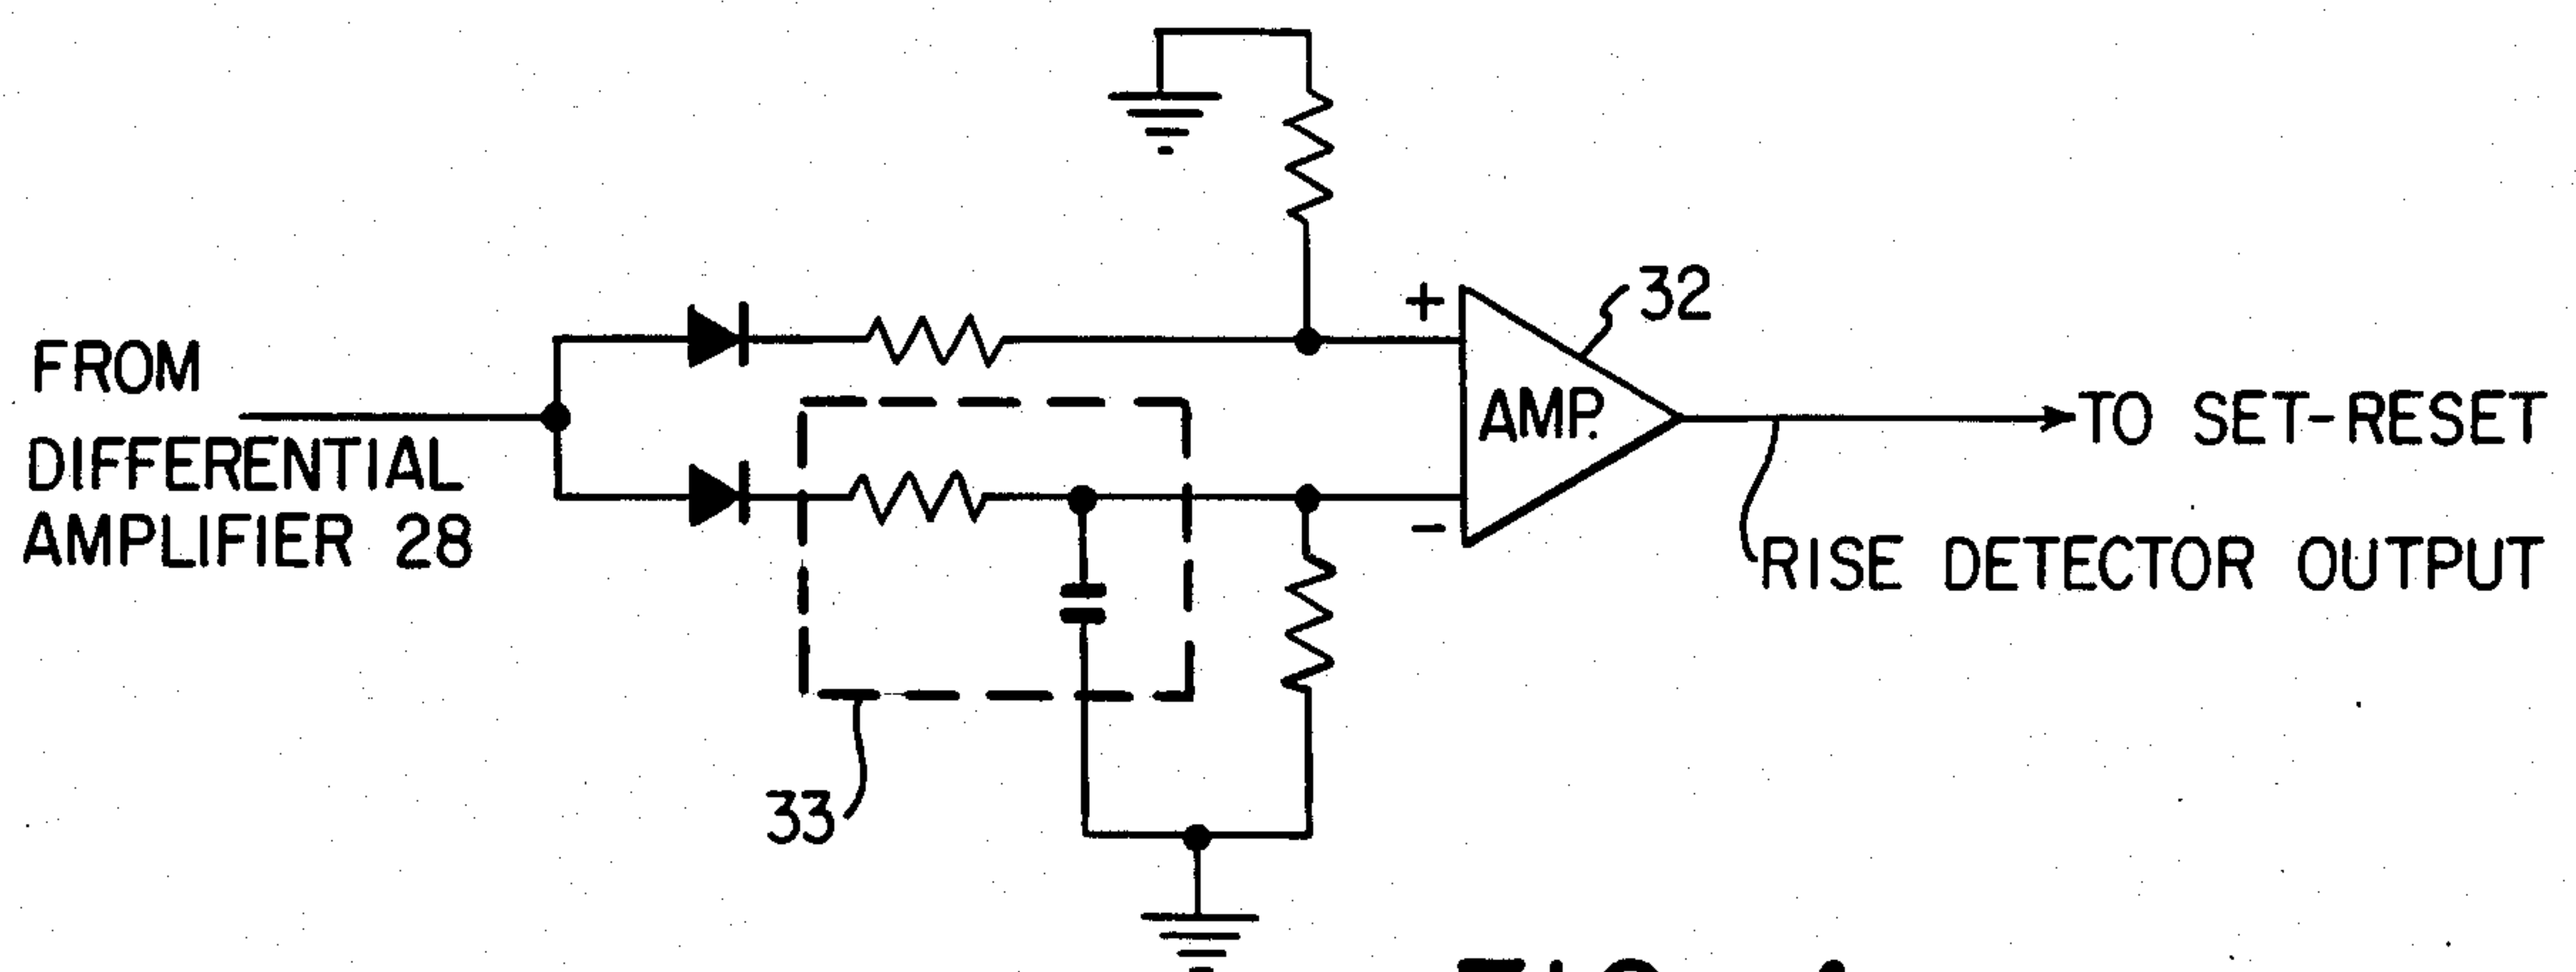 FROM
DIFFERENTIAL
AMPLIFIER 28
+
-
AMP.
32
TO SET-RESET
RISE DETECTOR OUTPUT
33